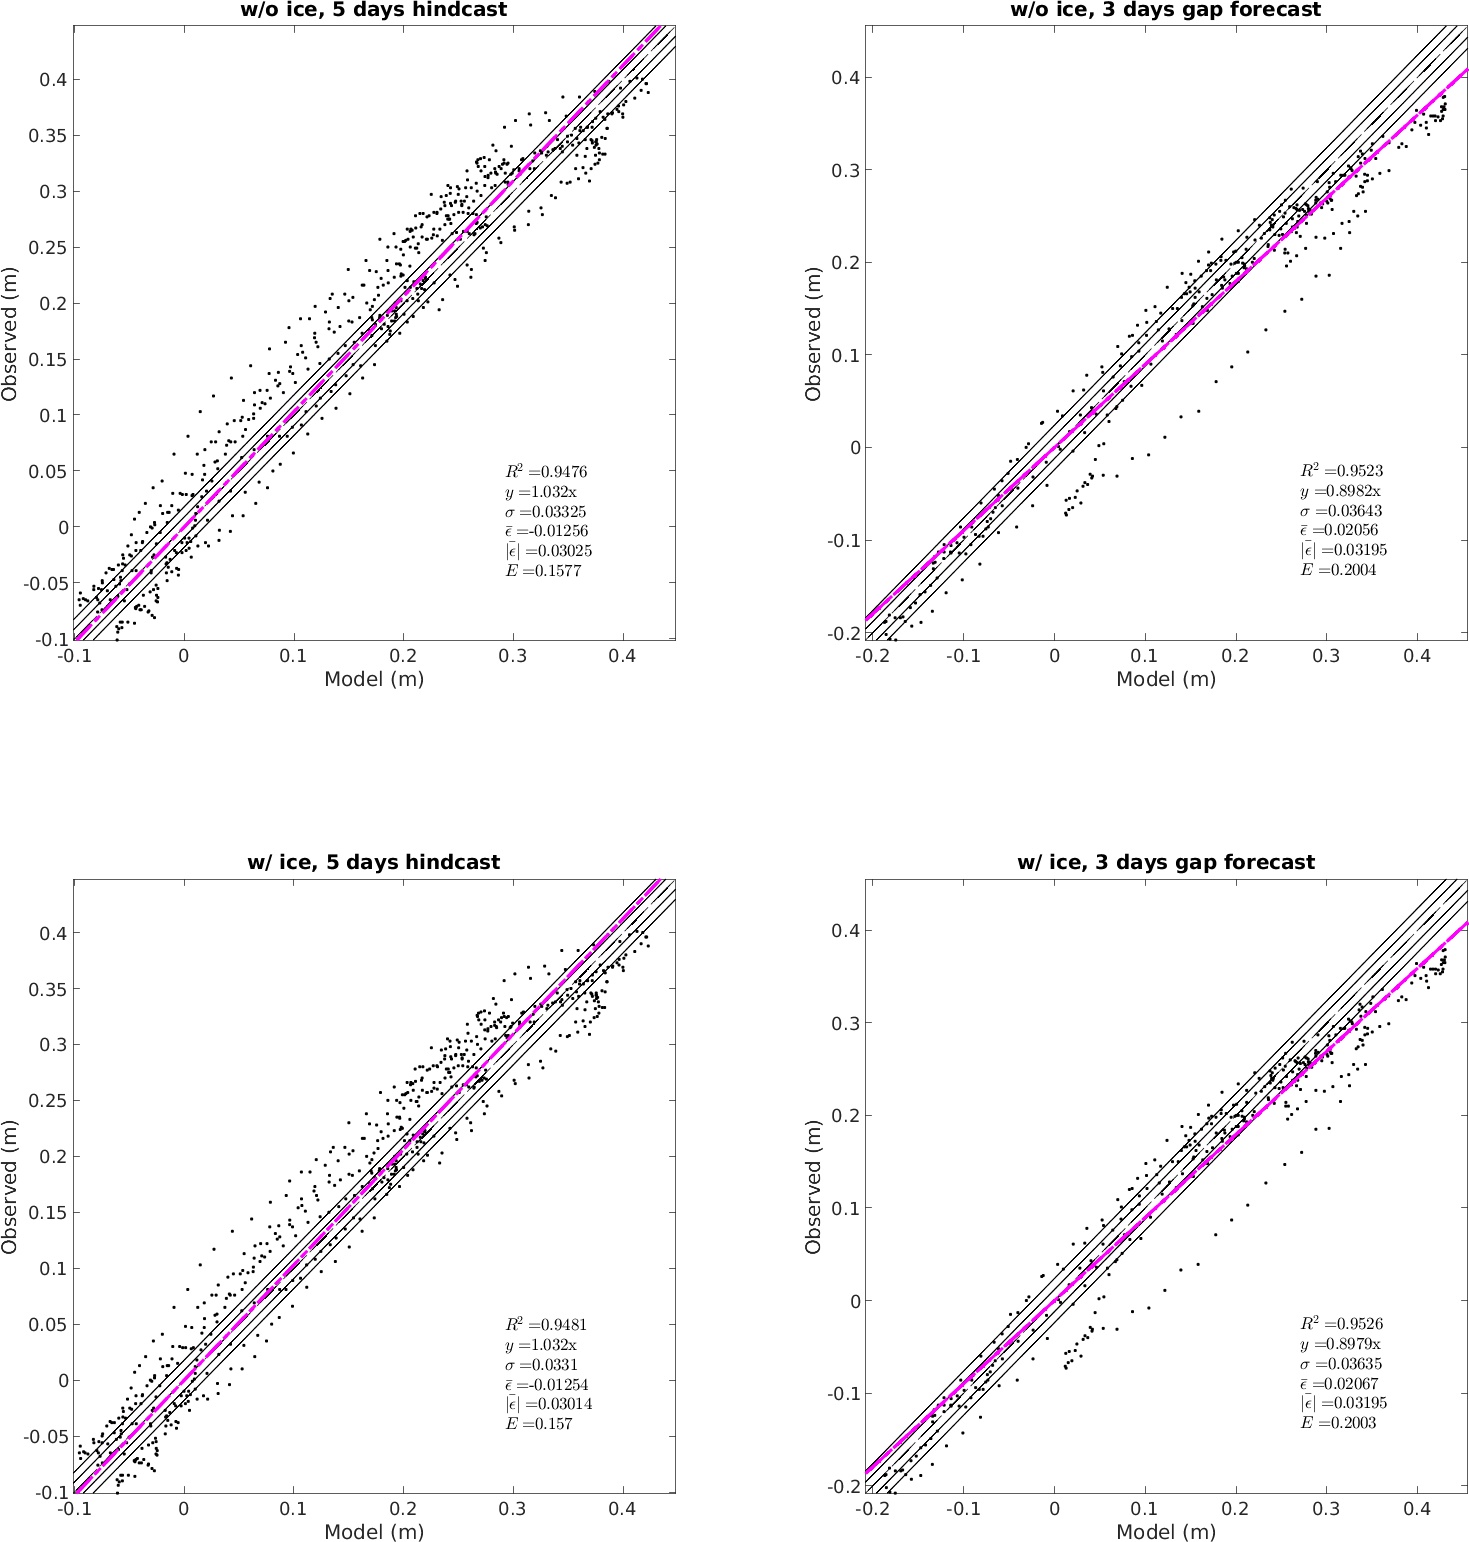 w/o ice, 5 days hindcast
0.4
0.35
0.3
0.25
0.2
0.15
0.1
0.05
0
-0.05
-0.1
Observed (m)
R² =0.9476
y =1.032x
σ =0.03325
ε̄ =-0.01256
|ε̄| =0.03025
E =0.1577
-0.1 0 0.1 0.2 0.3 0.4
Model (m)
w/o ice, 3 days gap forecast
0.4
0.3
0.2
0.1
0
-0.1
-0.2
Observed (m)
R² =0.9523
y =0.8982x
σ =0.03643
ε̄ =0.02056
|ε̄| =0.03195
E =0.2004
-0.2 -0.1 0 0.1 0.2 0.3 0.4
Model (m)
w/ ice, 5 days hindcast
0.4
0.35
0.3
0.25
0.2
0.15
0.1
0.05
0
-0.05
-0.1
Observed (m)
R² =0.9481
y =1.032x
σ =0.0331
ε̄ =-0.01254
|ε̄| =0.03014
E =0.157
-0.1 0 0.1 0.2 0.3 0.4
Model (m)
w/ ice, 3 days gap forecast
0.4
0.3
0.2
0.1
0
-0.1
-0.2
Observed (m)
R² =0.9526
y =0.8979x
σ =0.03635
ε̄ =0.02067
|ε̄| =0.03195
E =0.2003
-0.2 -0.1 0 0.1 0.2 0.3 0.4
Model (m)